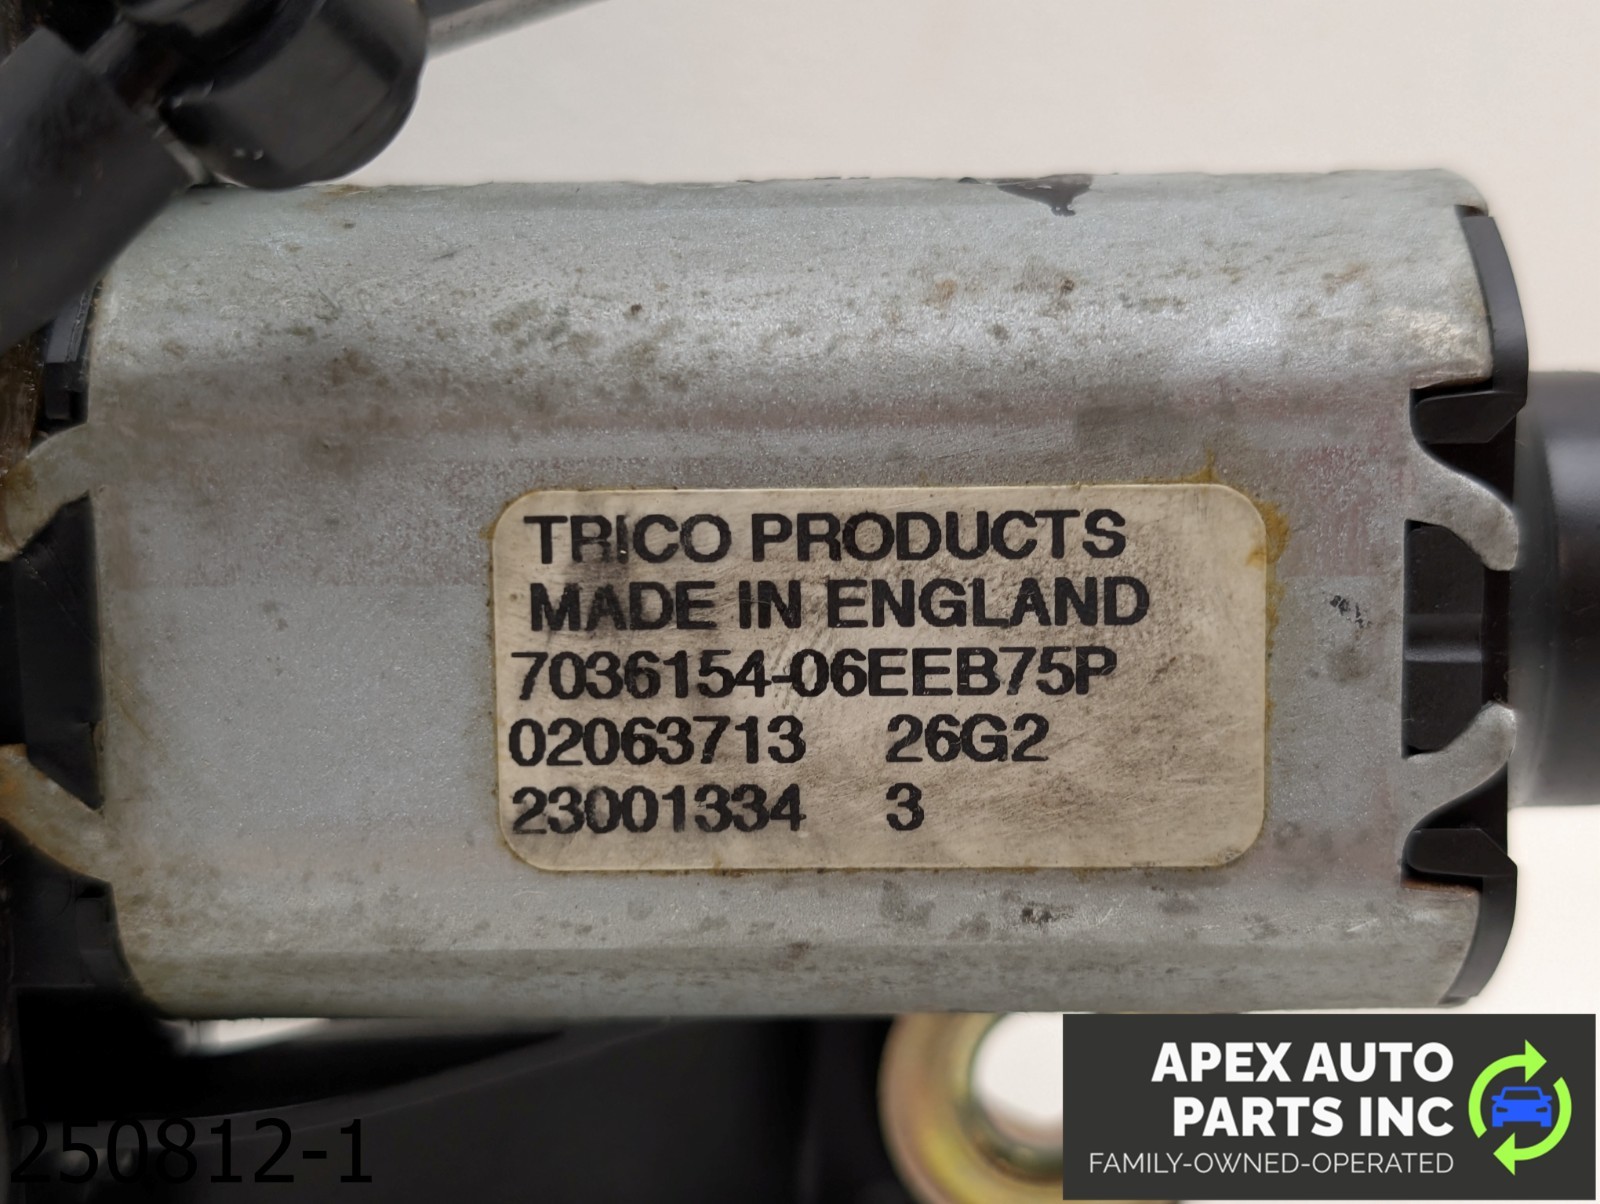 TRICO PRODUCTS
MADE IN ENGLAND
7036154-06EEB75P
02063713 26G2
23001334 3
250812-1
APEX AUTO
PARTS INC
FAMILY-OWNED-OPERATED